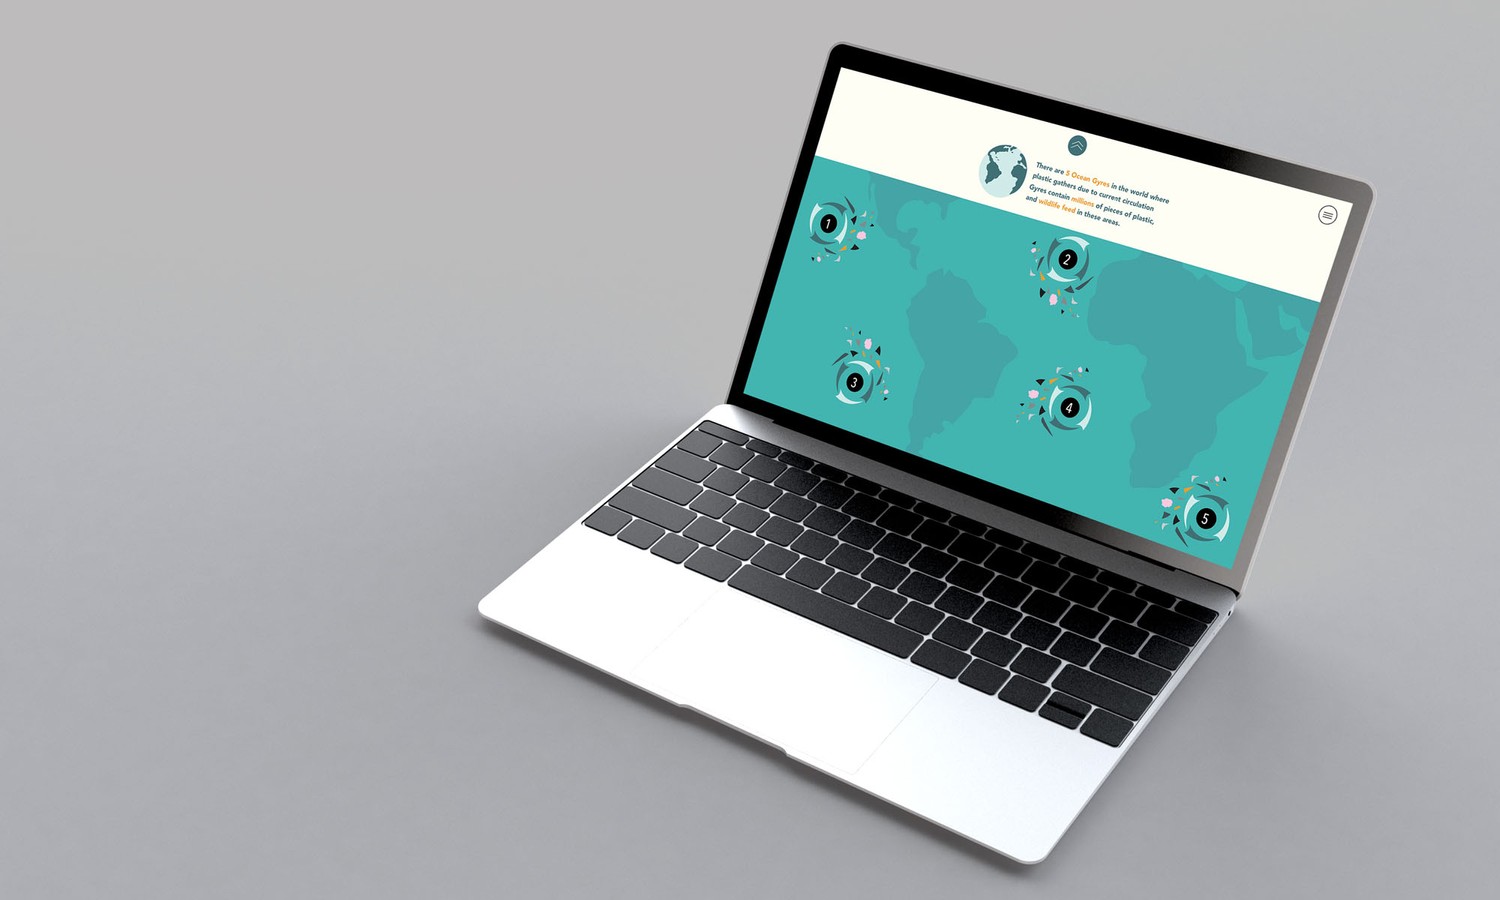 There are 5 Ocean Gyres in the world where
plastic gathers due to current circulation
Gyres contain millions of pieces of plastic,
and wildlife feed in these areas.
1
2
3
4
5